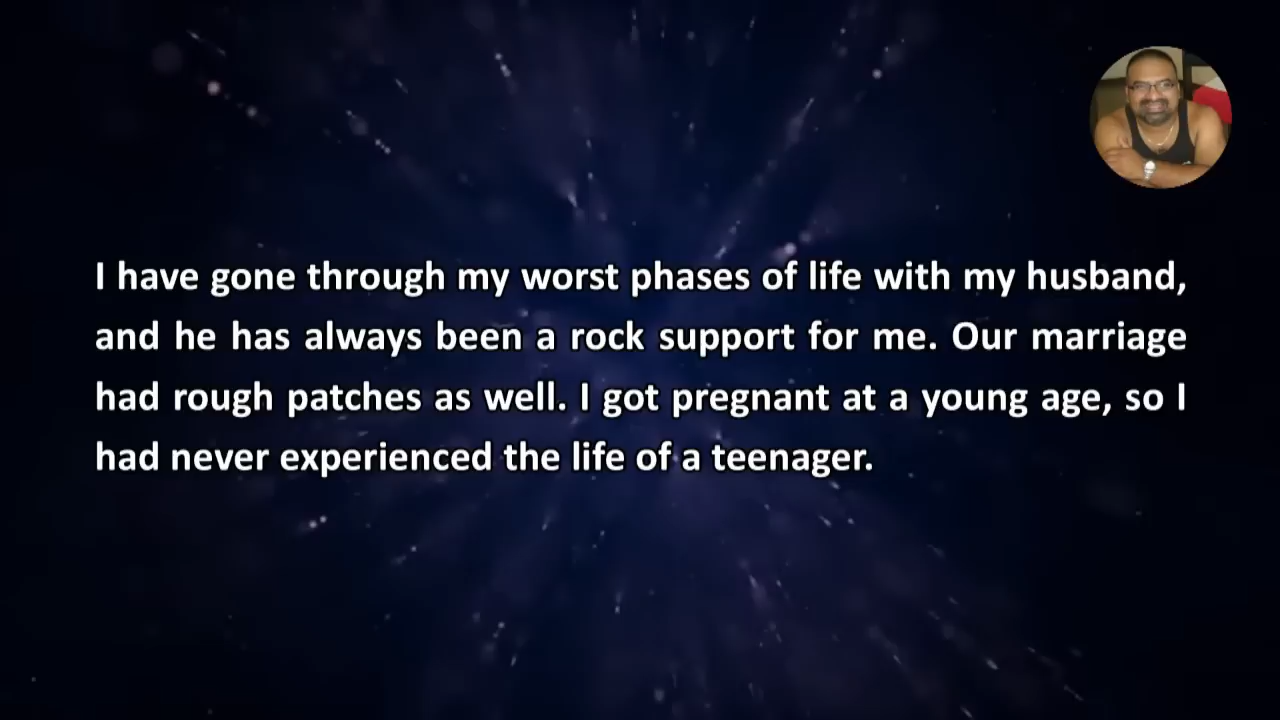 I have gone through my worst phases of life with my husband,
and he has always been a rock support for me. Our marriage
had rough patches as well. I got pregnant at a young age, so I
had never experienced the life of a teenager.